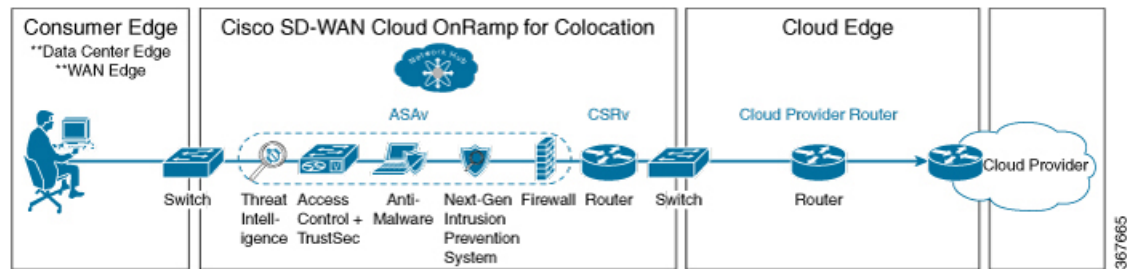 Consumer Edge
**Data Center Edge
**WAN Edge
Cisco SD-WAN Cloud OnRamp for Colocation
Network Hub
Cloud Edge
ASAv
CSRv
Cloud Provider Router
Cloud Provider
Switch
Threat
Intell-
igence
Access
Control +
TrustSec
Anti-
Malware
Next-Gen
Intrusion
Prevention
System
Firewall
Router
Switch
Router
367665